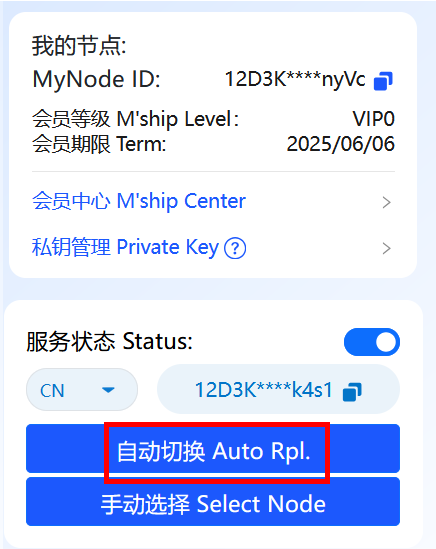 我的节点:
MyNode ID: 12D3K****nyVc
会员等级 M'ship Level: VIP0
会员期限 Term: 2025/06/06
会员中心 M'ship Center
私钥管理 Private Key ?
服务状态 Status:
CN 12D3K****k4s1
自动切换 Auto Rpl.
手动选择 Select Node